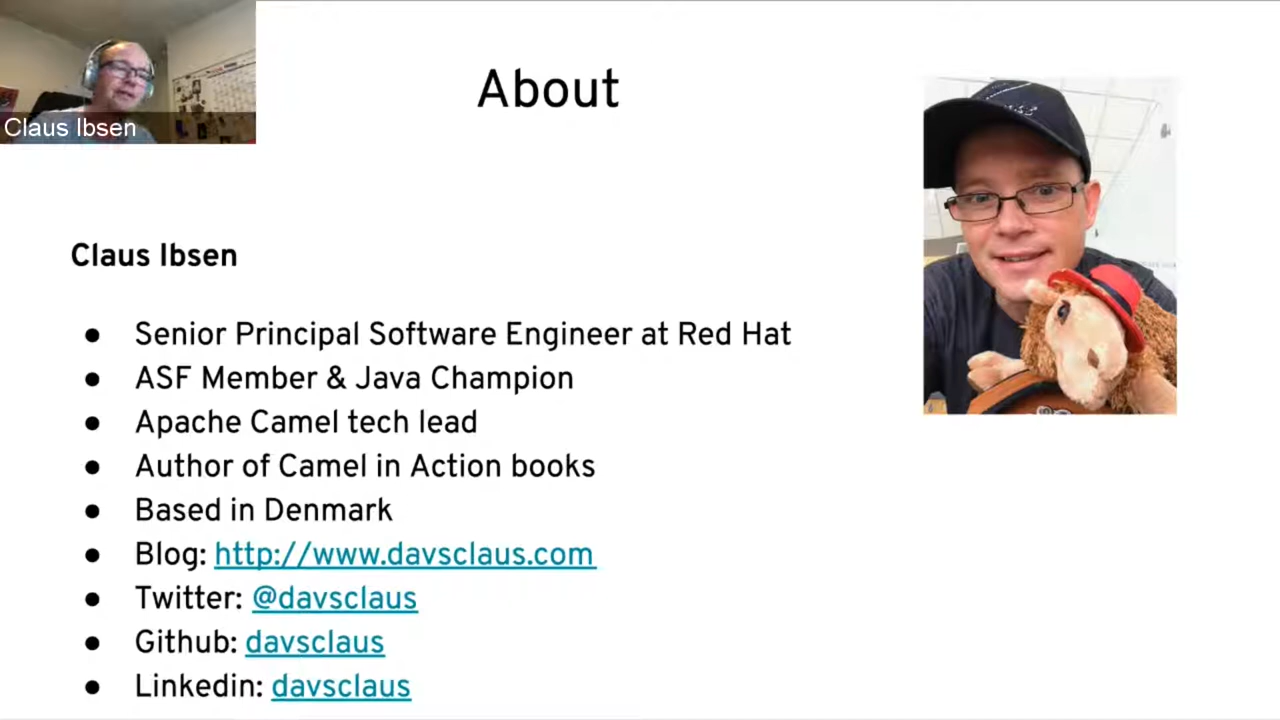 Claus Ibsen
About
Claus Ibsen
● Senior Principal Software Engineer at Red Hat
● ASF Member & Java Champion
● Apache Camel tech lead
● Author of Camel in Action books
● Based in Denmark
● Blog: http://www.davsclaus.com
● Twitter: @davsclaus
● Github: davsclaus
● Linkedin: davsclaus